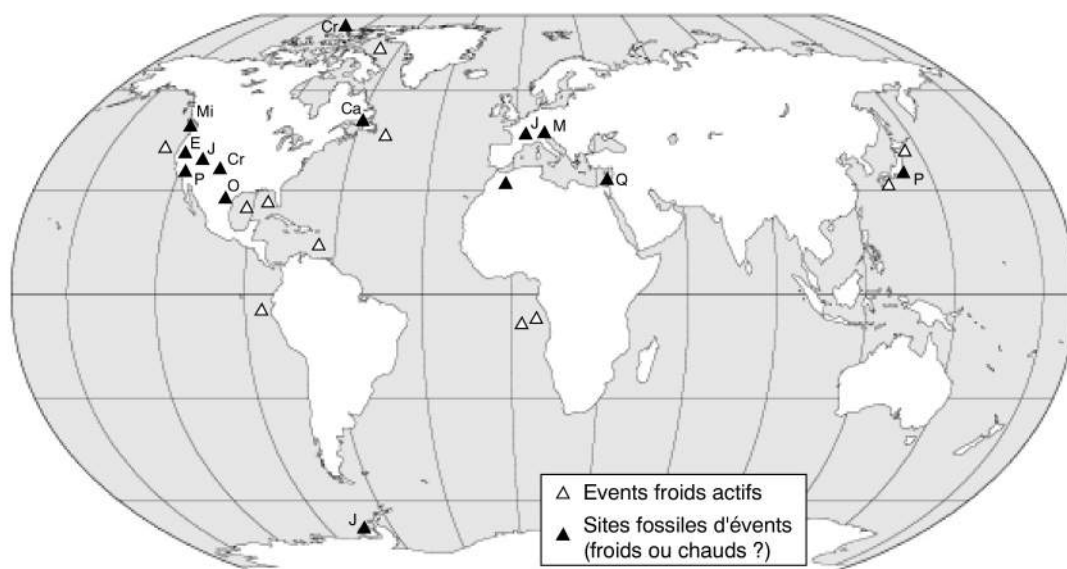 Cr
Ca
Mi
J M
E J
Cr
P
P
Q
O
J
Events froids actifs
Sites fossiles d'évents
(froids ou chauds ?)